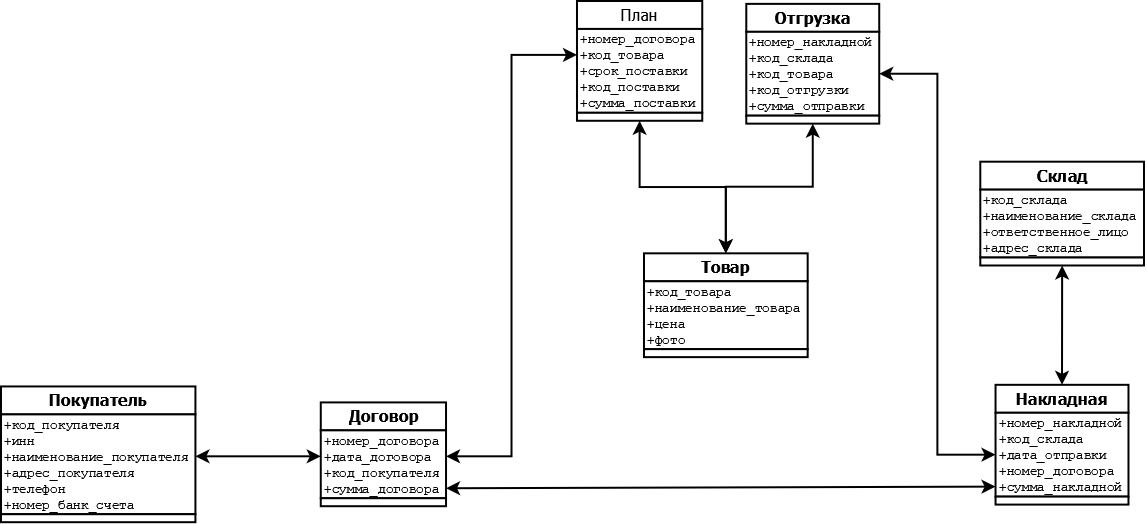 План
+номер_договора
+код_товара
+срок_поставки
+код_поставки
+сумма_поставки
Отгрузка
+номер_накладной
+код_склада
+код_товара
+код_отгрузки
+сумма_отправки
Склад
+код_склада
+наименование_склада
+ответственное_лицо
+адрес_склада
Товар
+код_товара
+наименование_товара
+цена
+фото
Покупатель
+код_покупателя
+инн
+наименование_покупателя
+адрес_покупателя
+телефон
+номер_банк_счета
Договор
+номер_договора
+дата_договора
+код_покупателя
+сумма_договора
Накладная
+номер_накладной
+код_склада
+дата_отправки
+номер_договора
+сумма_накладной